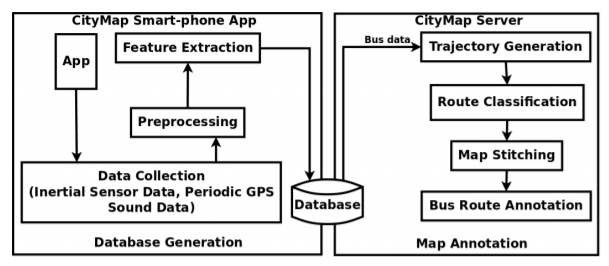 CityMap Smart-phone App
App
Feature Extraction
Preprocessing
Data Collection
(Inertial Sensor Data, Periodic GPS
Sound Data)
Database Generation
Database
CityMap Server
Bus data
Trajectory Generation
Route Classification
Map Stitching
Bus Route Annotation
Map Annotation